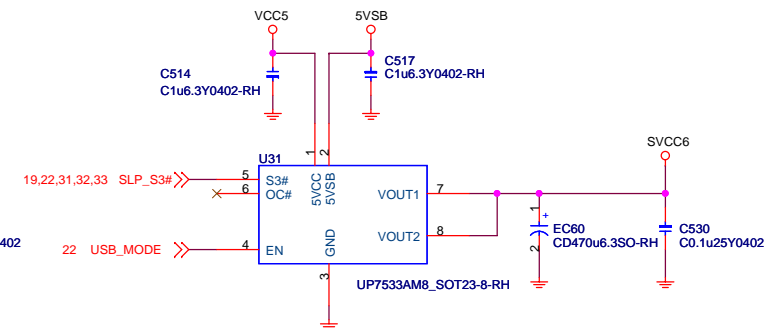 VCC5
5VSB
C514
C1u6.3Y0402-RH
C517
C1u6.3Y0402-RH
SVCC6
U31
1
2
19,22,31,32,33 SLP_S3#
5
S3#
6
OC#
5VCC
5VSB
VOUT1
7
VOUT2
8
402
22 USB_MODE
4
EN
GND
3
UP7533AM8_SOT23-8-RH
1
+
2
EC60
CD470u6.3SO-RH
C530
C0.1u25Y0402